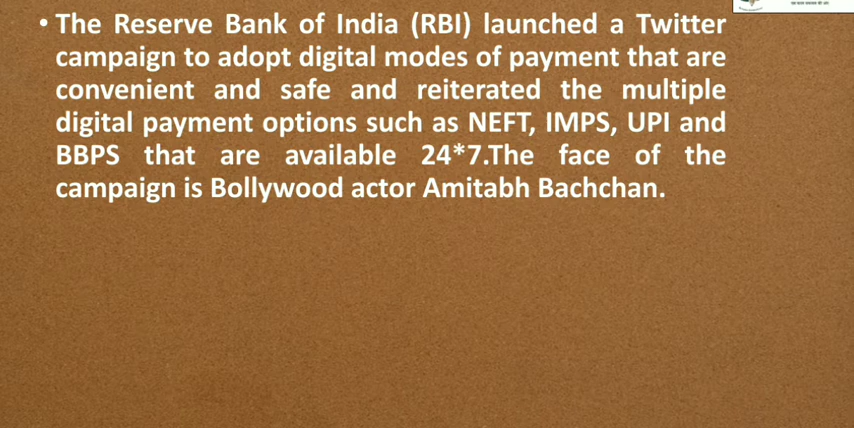 • The Reserve Bank of India (RBI) launched a Twitter
campaign to adopt digital modes of payment that are
convenient and safe and reiterated the multiple
digital payment options such as NEFT, IMPS, UPI and
BBPS that are available 24*7.The face of the
campaign is Bollywood actor Amitabh Bachchan.